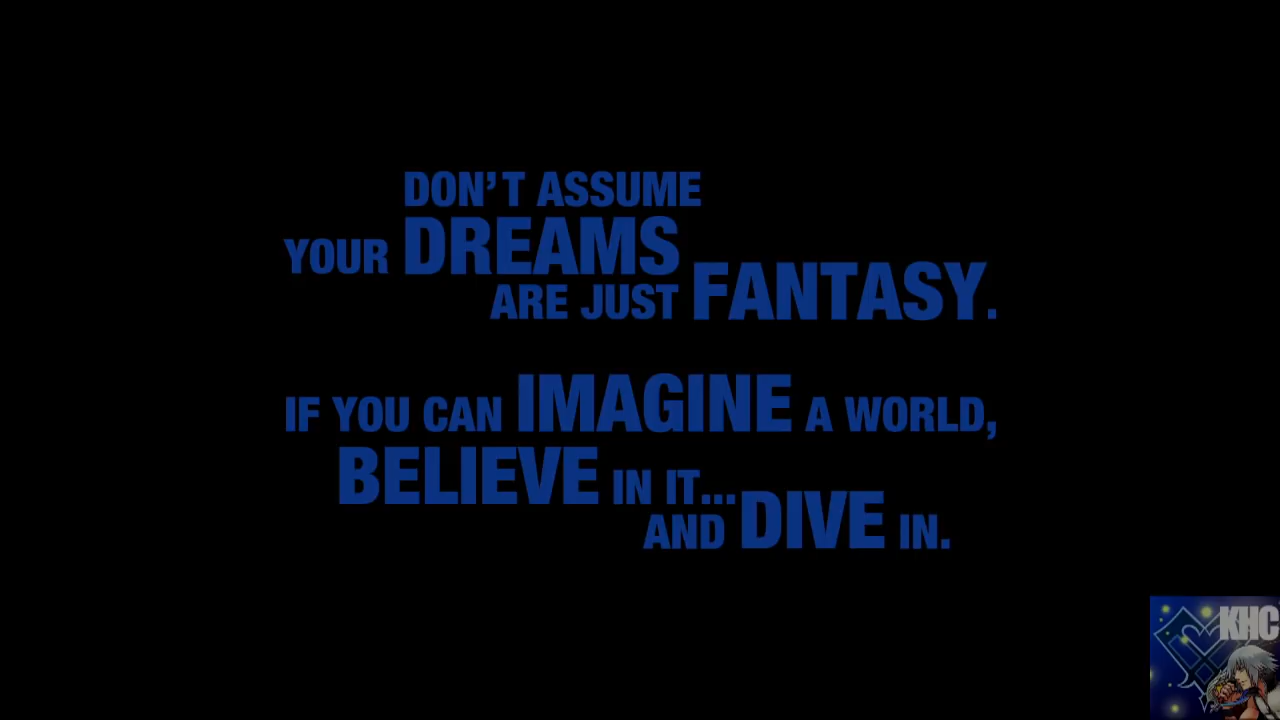 DON'T ASSUME
YOUR DREAMS
ARE JUST FANTASY.
IF YOU CAN IMAGINE A WORLD,
BELIEVE IN IT...
AND DIVE IN.
KHC